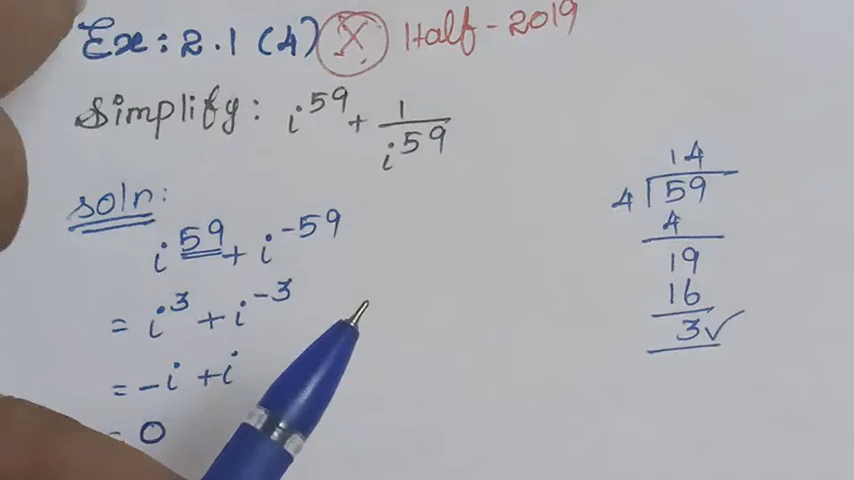 Ex: 2.1 (4) X Half - 2019
Simplify: i^59 + 1/i^59
soln:
i^59 + i^-59
= i^3 + i^-3
= -i + i
= 0
14
4 59
4
19
16
3✓